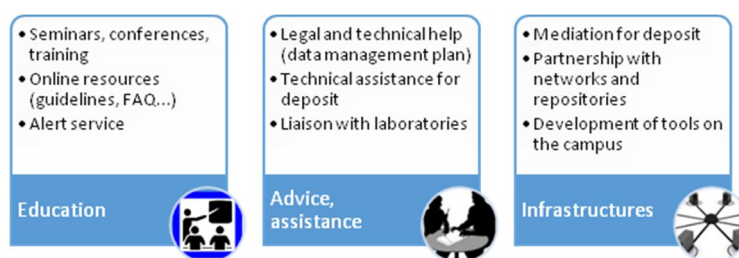 • Seminars, conferences,
training
• Online resources
(guidelines, FAQ...)
• Alert service
Education
• Legal and technical help
(data management plan)
• Technical assistance for
deposit
• Liaison with laboratories
Advice,
assistance
• Mediation for deposit
• Partnership with
networks and
repositories
• Development of tools on
the campus
Infrastructures